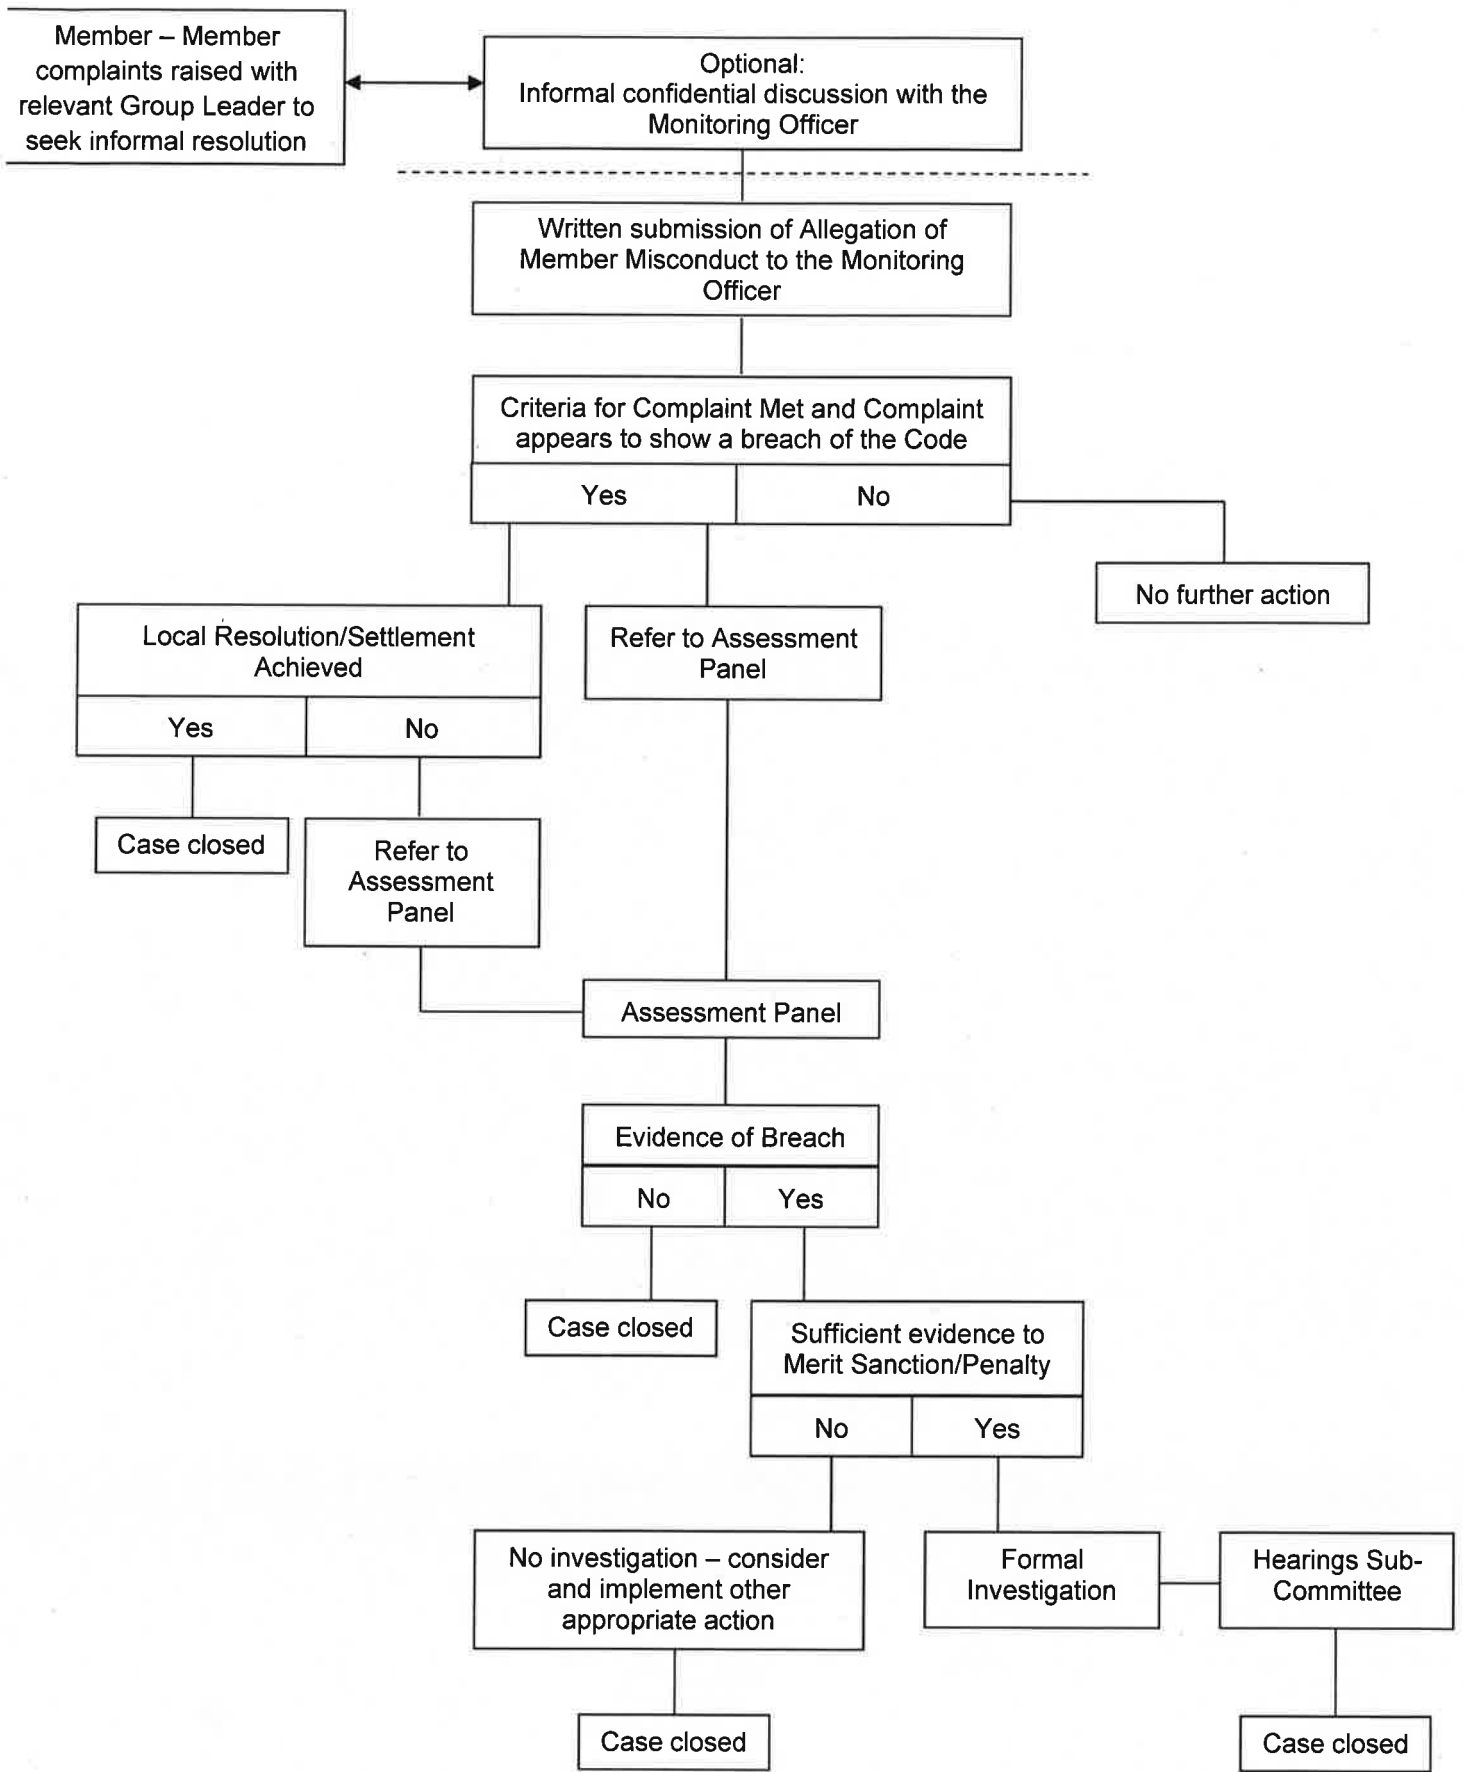 Member – Member
complaints raised with
relevant Group Leader to
seek informal resolution
Optional:
Informal confidential discussion with the
Monitoring Officer
Written submission of Allegation of
Member Misconduct to the Monitoring
Officer
Criteria for Complaint Met and Complaint
appears to show a breach of the Code
Yes
No
No further action
Local Resolution/Settlement
Achieved
Yes
No
Refer to Assessment
Panel
Case closed
Refer to
Assessment
Panel
Assessment Panel
Evidence of Breach
No
Yes
Case closed
Sufficient evidence to
Merit Sanction/Penalty
No
Yes
No investigation – consider
and implement other
appropriate action
Formal
Investigation
Hearings Sub-
Committee
Case closed
Case closed